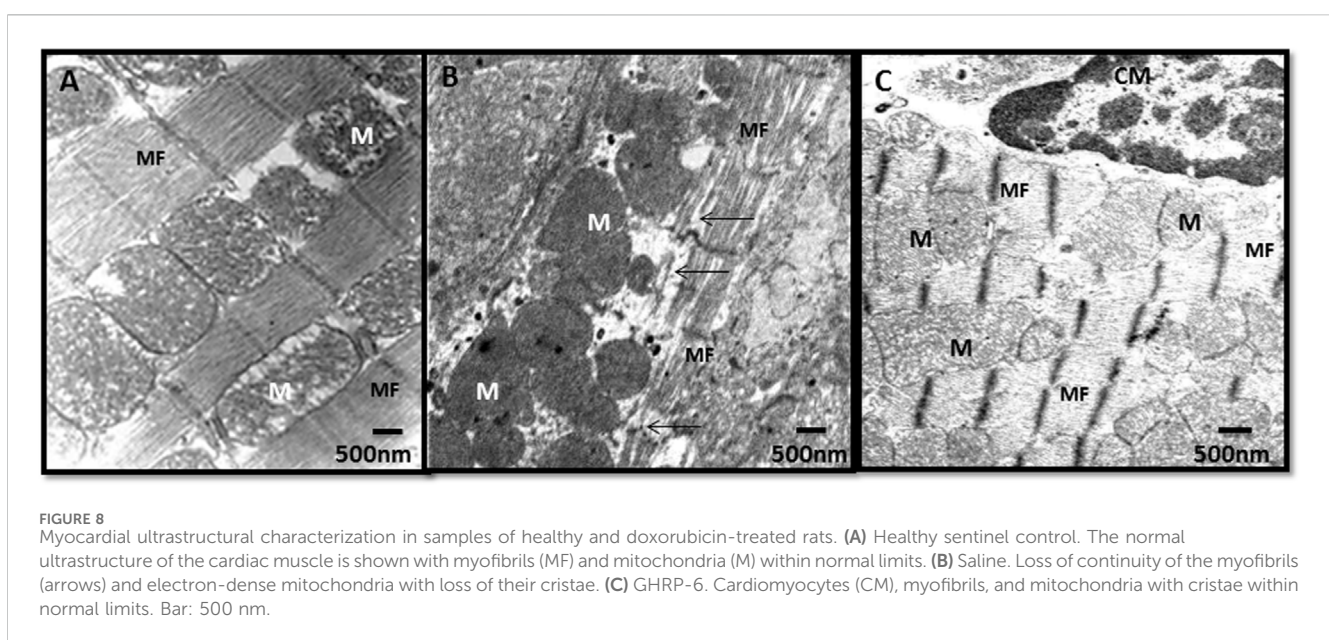 A
MF
M
M
MF
500nm
B
MF
M
MF
M
500nm
C
CM
MF
M
M
MF
M
MF
500nm
FIGURE 8
Myocardial ultrastructural characterization in samples of healthy and doxorubicin-treated rats. (A) Healthy sentinel control. The normal
ultrastructure of the cardiac muscle is shown with myofibrils (MF) and mitochondria (M) within normal limits. (B) Saline. Loss of continuity of the myofibrils
(arrows) and electron-dense mitochondria with loss of their cristae. (C) GHRP-6. Cardiomyocytes (CM), myofibrils, and mitochondria with cristae within
normal limits. Bar: 500 nm.